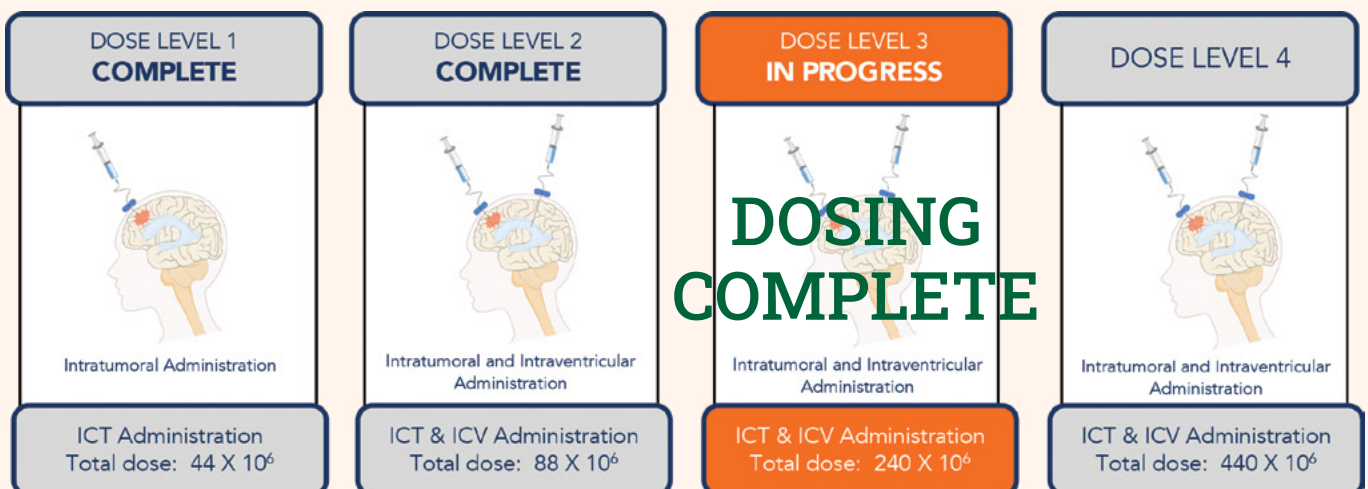 DOSE LEVEL 1
COMPLETE
Intratumoral Administration
ICT Administration
Total dose: 44 X 10⁶
DOSE LEVEL 2
COMPLETE
Intratumoral and Intraventricular
Administration
ICT & ICV Administration
Total dose: 88 X 10⁶
DOSE LEVEL 3
IN PROGRESS
DOSING
COMPLETE
Intratumoral and Intraventricular
Administration
ICT & ICV Administration
Total dose: 240 X 10⁶
DOSE LEVEL 4
Intratumoral and Intraventricular
Administration
ICT & ICV Administration
Total dose: 440 X 10⁶